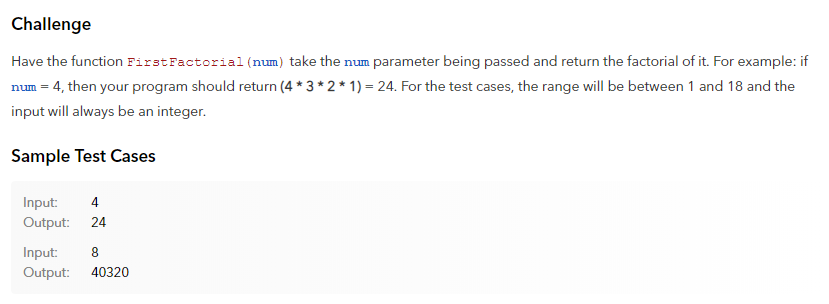 Challenge
Have the function FirstFactorial(num) take the num parameter being passed and return the factorial of it. For example: if
num = 4, then your program should return (4 * 3 * 2 * 1) = 24. For the test cases, the range will be between 1 and 18 and the
input will always be an integer.
Sample Test Cases
Input: 4
Output: 24
Input: 8
Output: 40320